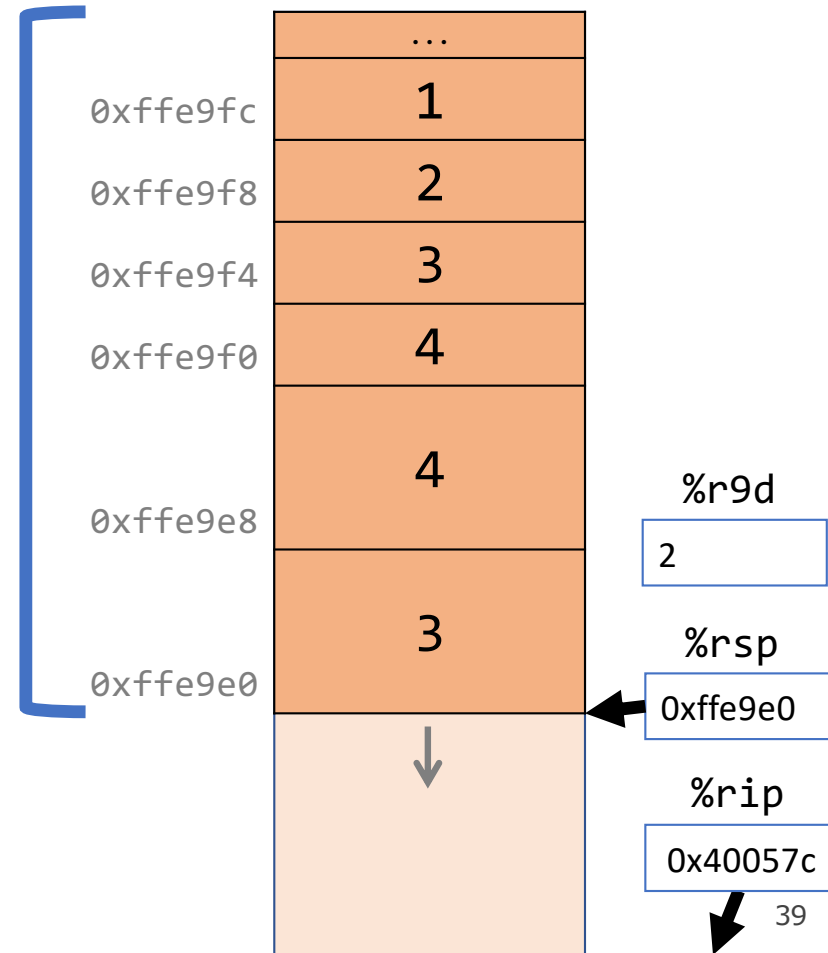 ...
0xffe9fc 1
0xffe9f8 2
0xffe9f4 3
0xffe9f0 4
0xffe9e8 4
%r9d
2
0xffe9e0 3
%rsp
0xffe9e0
%rip
0x40057c
39